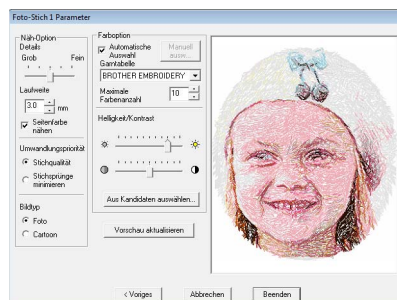 Foto-Stich 1 Parameter
Näh-Option
Details
Grob Fein
Laufweite
3.0 mm
Seitenfarbe nähen
Umwandlungspriorität
Stichqualität
Stichsprünge minimieren
Bildtyp
Foto
Cartoon
Farboption
Automatische Auswahl
Manuell ausw...
Garntabelle
BROTHER EMBROIDERY
Maximale Farbenanzahl
10
Helligkeit/Kontrast
Aus Kandidaten auswählen...
Vorschau aktualisieren
< Voriges
Abbrechen
Beenden